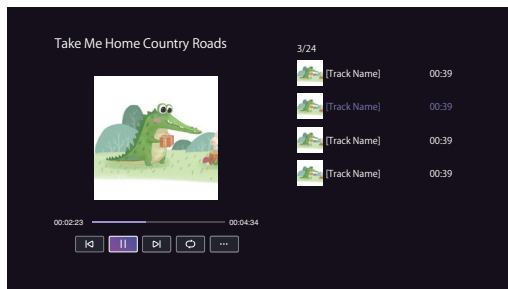 Take Me Home Country Roads
00:02:23
00:04:34
3/24
[Track Name] 00:39
[Track Name] 00:39
[Track Name] 00:39
[Track Name] 00:39